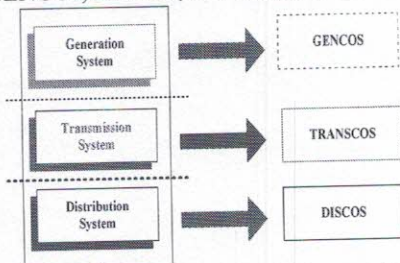 Generation
System
GENCOS
Transmission
System
TRANSCOS
Distribution
System
DISCOS